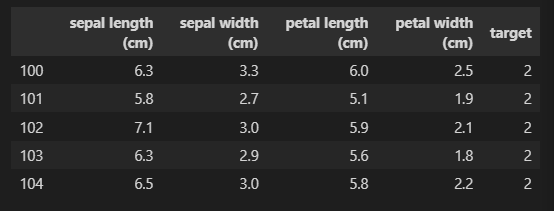 sepal length (cm) sepal width (cm) petal length (cm) petal width (cm) target
100 6.3 3.3 6.0 2.5 2
101 5.8 2.7 5.1 1.9 2
102 7.1 3.0 5.9 2.1 2
103 6.3 2.9 5.6 1.8 2
104 6.5 3.0 5.8 2.2 2